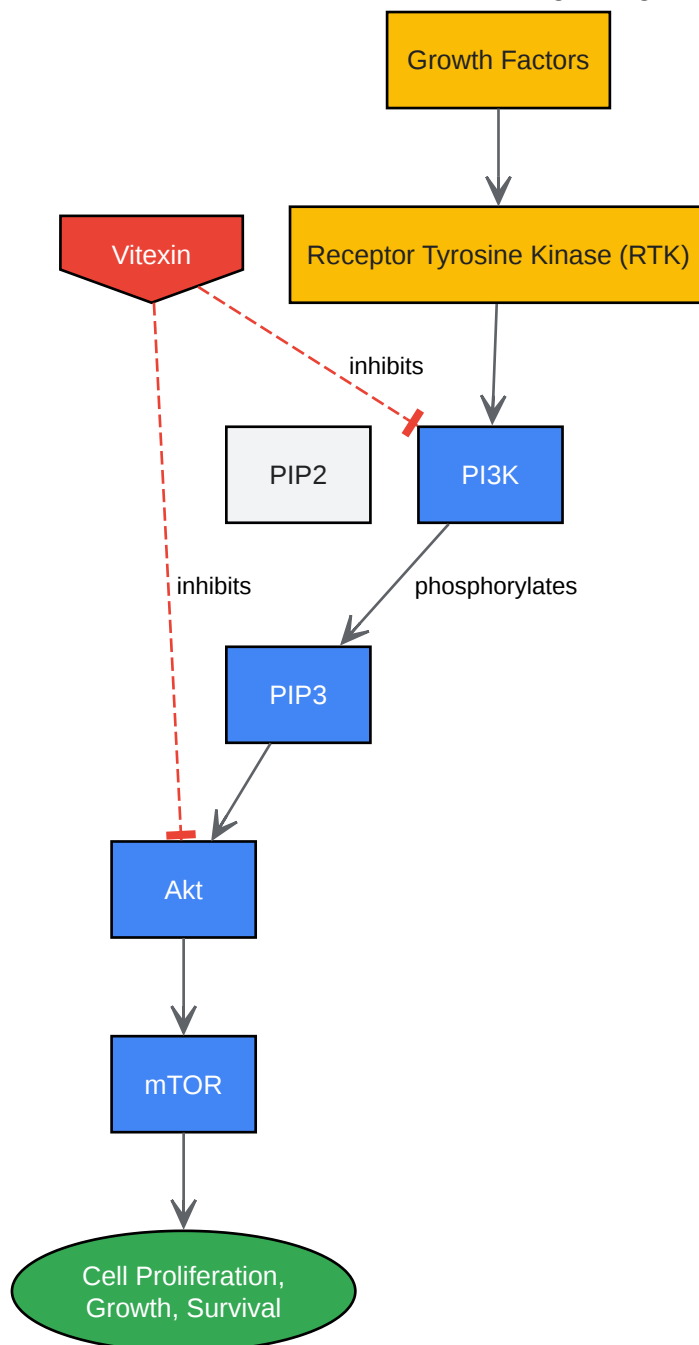 Growth Factors
Vitexin
Receptor Tyrosine Kinase (RTK)
inhibits
PIP2
PI3K
inhibits
phosphorylates
PIP3
Akt
mTOR
Cell Proliferation,
Growth, Survival